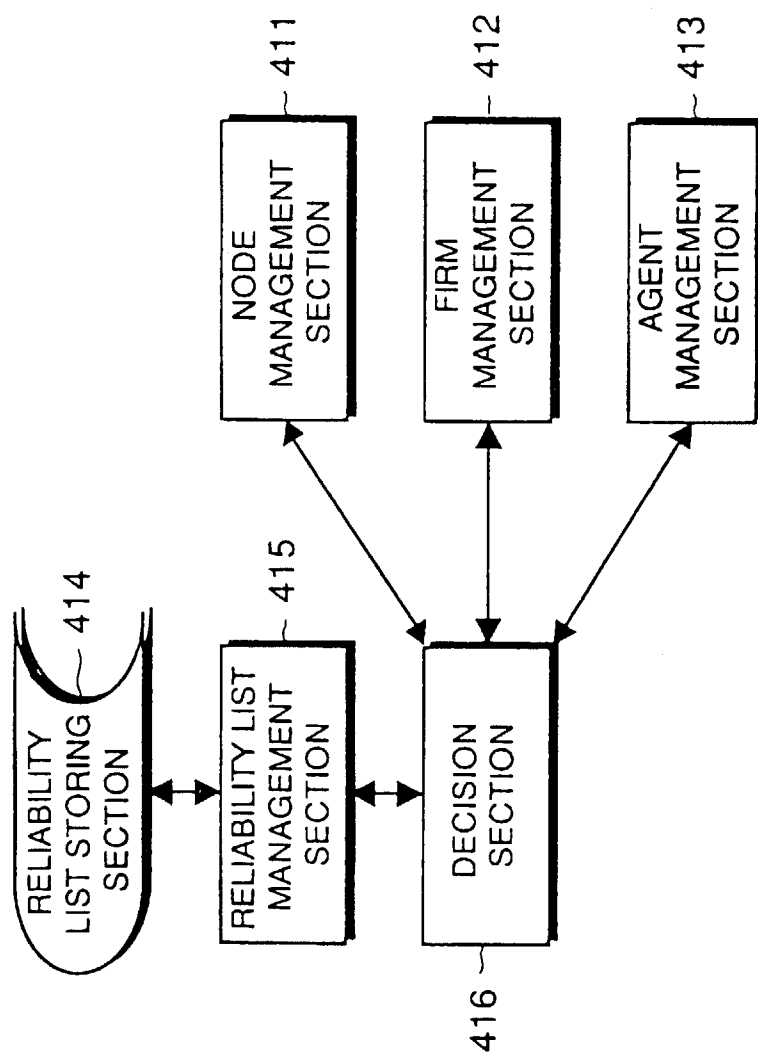 RELIABILITY
LIST STORING
SECTION
414
RELIABILITY LIST
MANAGEMENT
SECTION
415
DECISION
SECTION
416
NODE
MANAGEMENT
SECTION
411
FIRM
MANAGEMENT
SECTION
412
AGENT
MANAGEMENT
SECTION
413